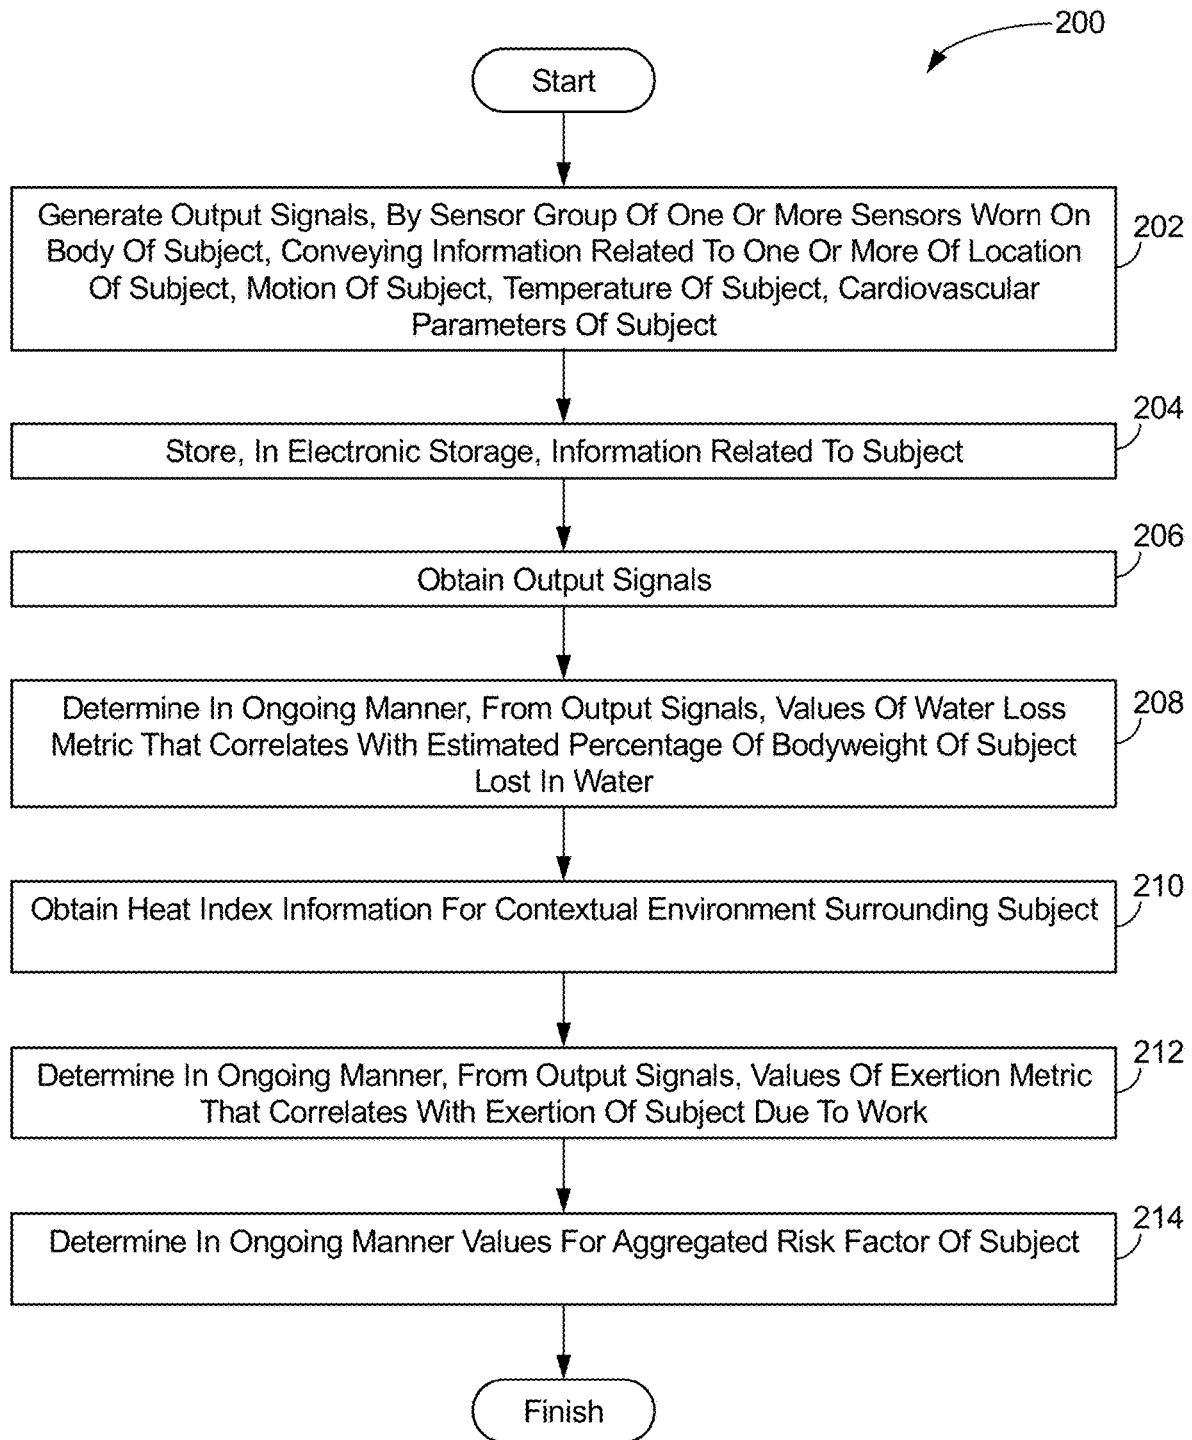 200
Start
Generate Output Signals, By Sensor Group Of One Or More Sensors Worn On
Body Of Subject, Conveying Information Related To One Or More Of Location
Of Subject, Motion Of Subject, Temperature Of Subject, Cardiovascular
Parameters Of Subject
202
204
Store, In Electronic Storage, Information Related To Subject
206
Obtain Output Signals
Determine In Ongoing Manner, From Output Signals, Values Of Water Loss
Metric That Correlates With Estimated Percentage Of Bodyweight Of Subject
Lost In Water
208
210
Obtain Heat Index Information For Contextual Environment Surrounding Subject
212
Determine In Ongoing Manner, From Output Signals, Values Of Exertion Metric
That Correlates With Exertion Of Subject Due To Work
214
Determine In Ongoing Manner Values For Aggregated Risk Factor Of Subject
Finish